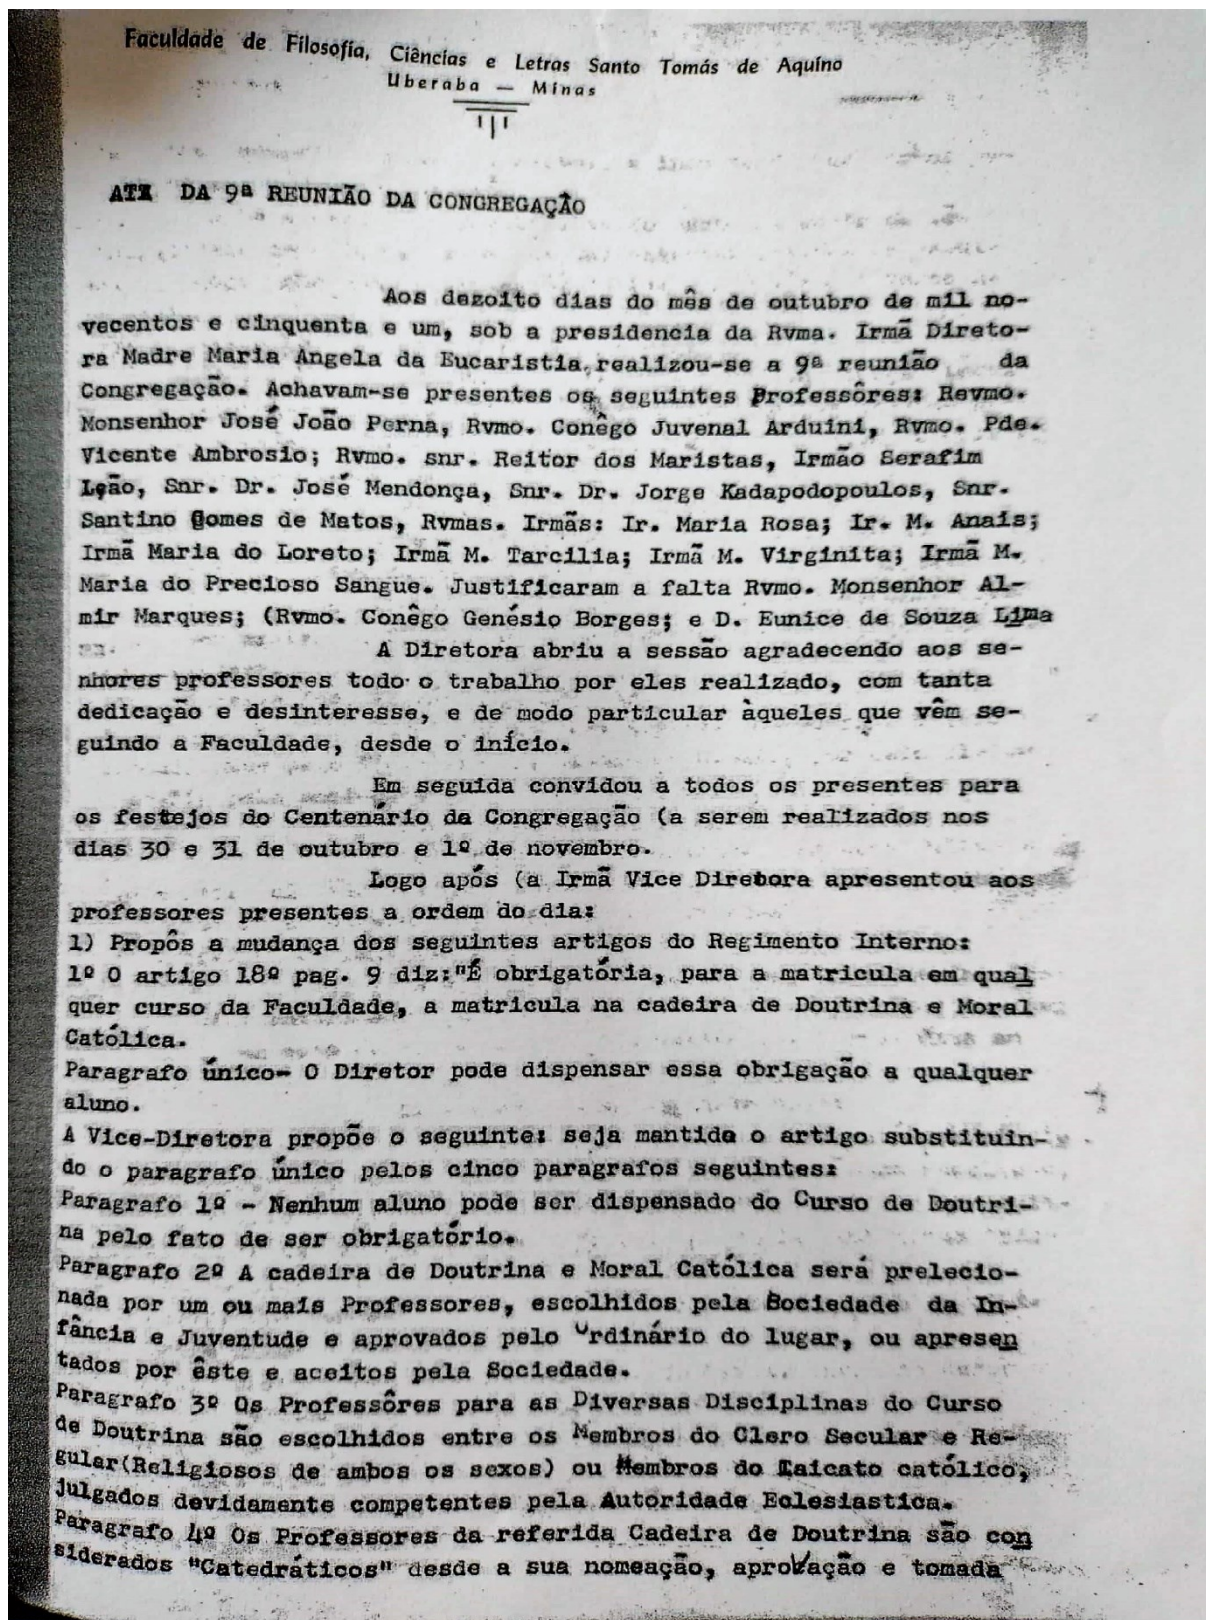 Faculdade de Filosofia, Ciências e Letras Santo Tomás de Aquino
Uberaba — Minas
ATA DA 9ª REUNIÃO DA CONGREGAÇÃO
Aos dezoito dias do mês de outubro de mil no-
vecentos e cinquenta e um, sob a presidencia da Rvma. Irmã Direto-
ra Madre Maria Angela da Eucaristia, realizou-se a 9ª reunião da
Congregação. Achavam-se presentes os seguintes Professôres: Revmo.
Monsenhor José João Perna, Rvmo. Conêgo Juvenal Arduini, Rvmo. Pde.
Vicente Ambrosio; Rvmo. snr. Reitor dos Maristas, Irmão Serafim
Leão, Snr. Dr. José Mendonça, Snr. Dr. Jorge Kadapodopoulos, Snr.
Santino Gomes de Matos, Rvmas. Irmãs: Ir. Maria Rosa; Ir. M. Anais;
Irmã Maria do Loreto; Irmã M. Tarcilia; Irmã M. Virginita; Irmã M.
Maria do Precioso Sangue. Justificaram a falta Rvmo. Monsenhor Al-
mir Marques; (Rvmo. Conêgo Genésio Borges; e D. Eunice de Souza Lima
A Diretora abriu a sessão agradecendo aos se-
nhores professores todo o trabalho por eles realizado, com tanta
dedicação e desinteresse, e de modo particular àqueles que vêm se-
guindo a Faculdade, desde o início.
Em seguida convidou a todos os presentes para
os festejos do Centenário da Congregação (a serem realizados nos
dias 30 e 31 de outubro e 1º de novembro.
Logo após (a Irmã Vice Diretora apresentou aos
professores presentes a ordem do dia:
1) Propôs a mudança dos seguintes artigos do Regimento Interno:
1º O artigo 18º pag. 9 diz:"É obrigatória, para a matricula em qual
quer curso da Faculdade, a matricula na cadeira de Doutrina e Moral
Católica.
Paragrafo único- O Diretor pode dispensar essa obrigação a qualquer
aluno.
A Vice-Diretora propõe o seguinte: seja mantido o artigo substituin-
do o paragrafo único pelos cinco paragrafos seguintes:
Paragrafo 1º - Nenhum aluno pode ser dispensado do Curso de Doutri-
na pelo fato de ser obrigatório.
Paragrafo 2º A cadeira de Doutrina e Moral Católica será prelecio-
nada por um ou mais Professores, escolhidos pela Sociedade da In-
fância e Juventude e aprovados pelo Ordinário do lugar, ou apresen
tados por êste e aceitos pela Sociedade.
Paragrafo 3º Os Professôres para as Diversas Disciplinas do Curso
de Doutrina são escolhidos entre os Membros do Clero Secular e Re-
gular(Religiosos de ambos os sexos) ou Membros do Laicato católico,
julgados devidamente competentes pela Autoridade Eclesiastica.
Paragrafo 4º Os Professores da referida Cadeira de Doutrina são con
siderados "Catedráticos" desde a sua nomeação, aprovação e tomada